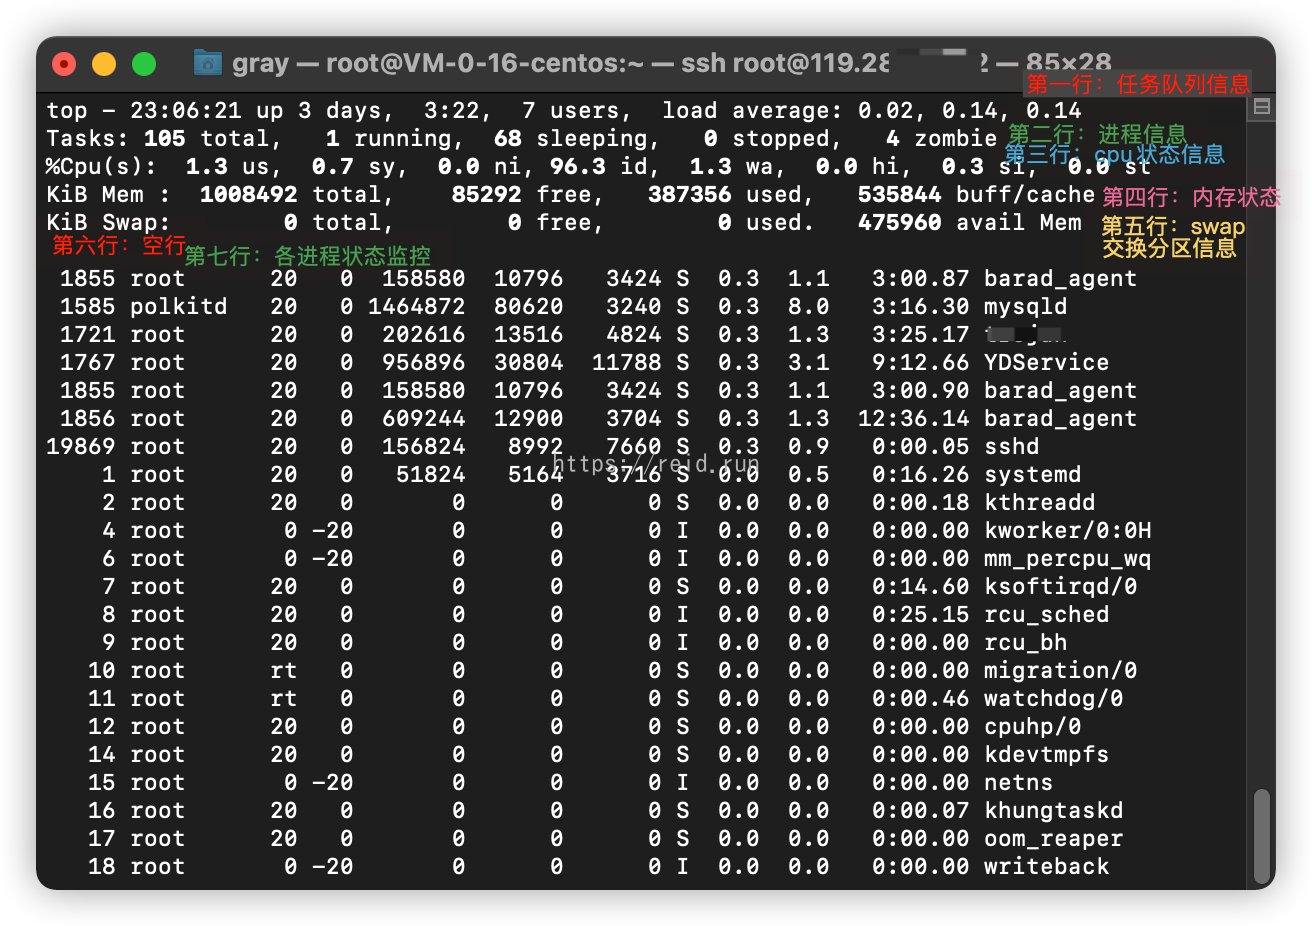 gray — root@VM-0-16-centos:~ — ssh root@119.28 2 — 85×28
第一行：任务队列信息
top - 23:06:21 up 3 days,  3:22,  7 users,  load average: 0.02, 0.14, 0.14
Tasks: 105 total,   1 running,  68 sleeping,   0 stopped,   4 zombie
第二行：进程信息
%Cpu(s):  1.3 us,  0.7 sy,  0.0 ni, 96.3 id,  1.3 wa,  0.0 hi,  0.3 si,  0.0 st
第三行：cpu状态信息
KiB Mem :  1008492 total,    85292 free,   387356 used,   535844 buff/cache
第四行：内存状态
KiB Swap:        0 total,        0 free,        0 used.   475960 avail Mem
第五行：swap
交换分区信息
第六行：空行
第七行：各进程状态监控
1855 root 20 0 158580 10796 3424 S 0.3 1.1 3:00.87 barad_agent
1585 polkitd 20 0 1464872 80620 3240 S 0.3 8.0 3:16.30 mysqld
1721 root 20 0 202616 13516 4824 S 0.3 1.3 3:25.17
1767 root 20 0 956896 30804 11788 S 0.3 3.1 9:12.66 YDService
1855 root 20 0 158580 10796 3424 S 0.3 1.1 3:00.90 barad_agent
1856 root 20 0 609244 12900 3704 S 0.3 1.3 12:36.14 barad_agent
19869 root 20 0 156824 8992 7660 S 0.3 0.9 0:00.05 sshd
https://reid.run
1 root 20 0 51824 5164 3716 S 0.0 0.5 0:16.26 systemd
2 root 20 0 0 0 0 S 0.0 0.0 0:00.18 kthreadd
4 root 0 -20 0 0 0 I 0.0 0.0 0:00.00 kworker/0:0H
6 root 0 -20 0 0 0 I 0.0 0.0 0:00.00 mm_percpu_wq
7 root 20 0 0 0 0 S 0.0 0.0 0:14.60 ksoftirqd/0
8 root 20 0 0 0 0 I 0.0 0.0 0:25.15 rcu_sched
9 root 20 0 0 0 0 I 0.0 0.0 0:00.00 rcu_bh
10 root rt 0 0 0 0 S 0.0 0.0 0:00.00 migration/0
11 root rt 0 0 0 0 S 0.0 0.0 0:00.46 watchdog/0
12 root 20 0 0 0 0 S 0.0 0.0 0:00.00 cpuhp/0
14 root 20 0 0 0 0 S 0.0 0.0 0:00.00 kdevtmpfs
15 root 0 -20 0 0 0 I 0.0 0.0 0:00.00 netns
16 root 20 0 0 0 0 S 0.0 0.0 0:00.07 khungtaskd
17 root 20 0 0 0 0 S 0.0 0.0 0:00.00 oom_reaper
18 root 0 -20 0 0 0 I 0.0 0.0 0:00.00 writeback